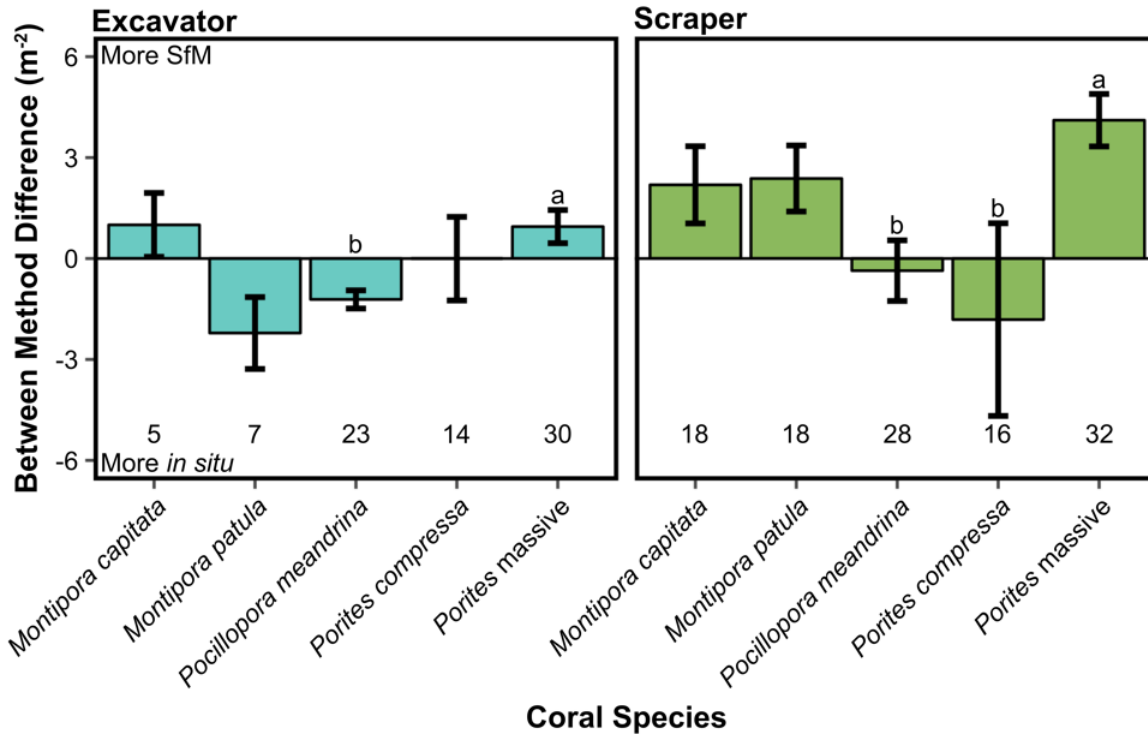 Excavator
Scraper
Between Method Difference (m⁻²)
6
3
0
-3
-6
More SfM
a
b
5
7
23
14
30
More in situ
a
b
b
18
18
28
16
32
Montipora capitata
Montipora patula
Pocillopora meandrina
Porites compressa
Porites massive
Montipora capitata
Montipora patula
Pocillopora meandrina
Porites compressa
Porites massive
Coral Species